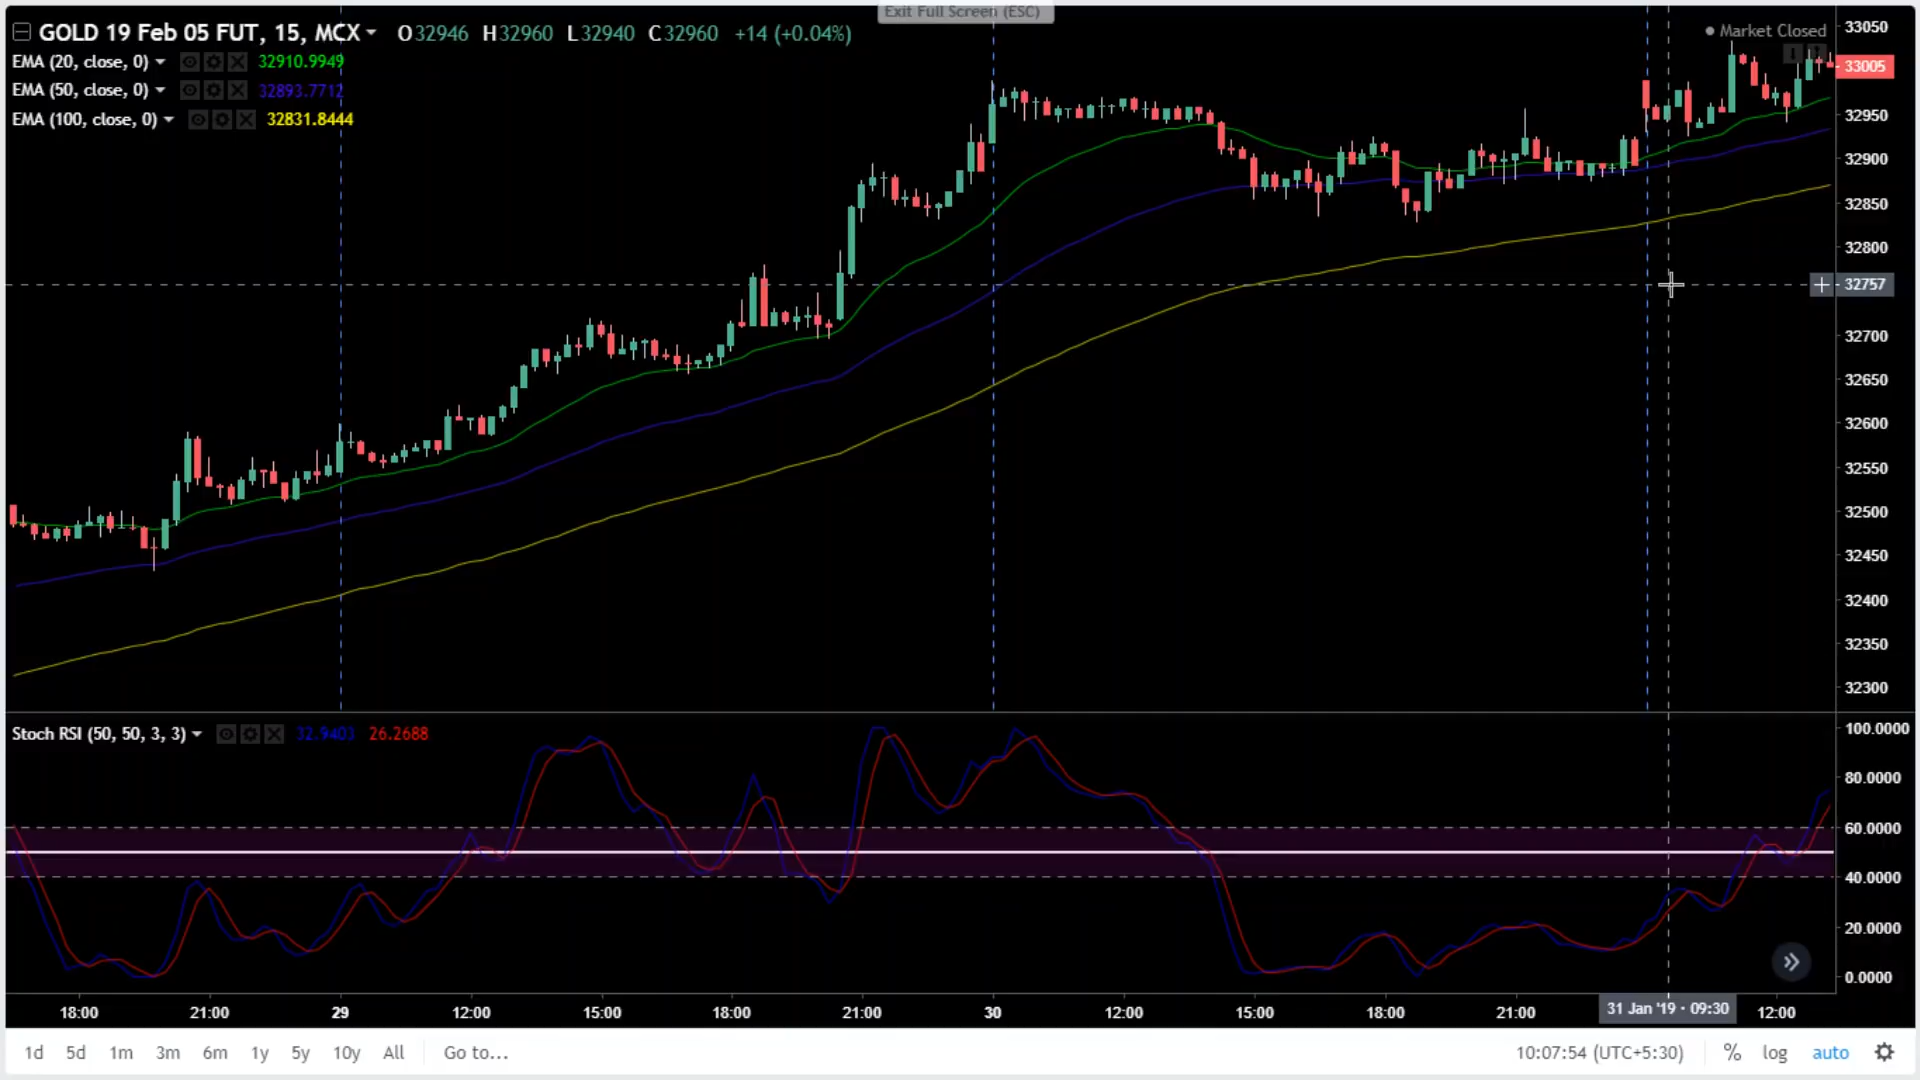 Exit Full Screen (ESC)
GOLD 19 Feb 05 FUT, 15, MCX O32946 H32960 L32940 C32960 +14 (+0.04%)
Market Closed
EMA (20, close, 0) 32910.9949
EMA (50, close, 0) 32893.7712
EMA (100, close, 0) 32831.8444
33050
33005
32950
32900
32850
32800
32757
32700
32650
32600
32550
32500
32450
32400
32350
32300
Stoch RSI (50, 50, 3, 3) 32.9403 26.2688
100.0000
80.0000
60.0000
40.0000
20.0000
0.0000
18:00 21:00 29 12:00 15:00 18:00 21:00 30 12:00 15:00 18:00 21:00 31 Jan '19 · 09:30 12:00
1d 5d 1m 3m 6m 1y 5y 10y All Go to... 10:07:54 (UTC+5:30) % log auto